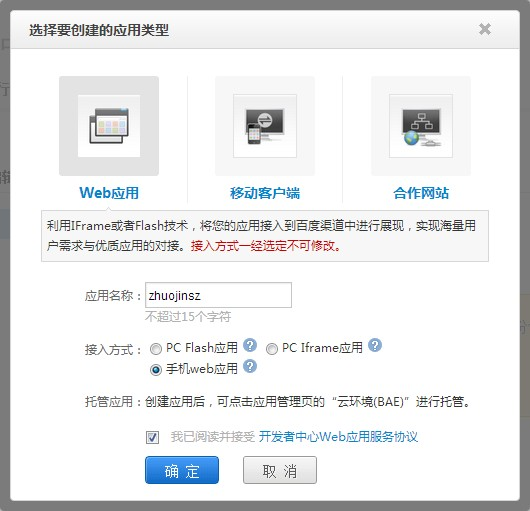 选择要创建的应用类型
Web应用
移动客户端
合作网站
利用IFrame或者Flash技术，将您的应用接入到百度渠道中进行展现，实现海量用
户需求与优质应用的对接。接入方式一经选定不可修改。
应用名称：zhuojinsz
不超过15个字符
接入方式：PC Flash应用 ? PC Iframe应用 ?
手机web应用 ?
托管应用：创建应用后，可点击应用管理页的“云环境(BAE)”进行托管。
我已阅读并接受 开发者中心Web应用服务协议
确 定 取 消